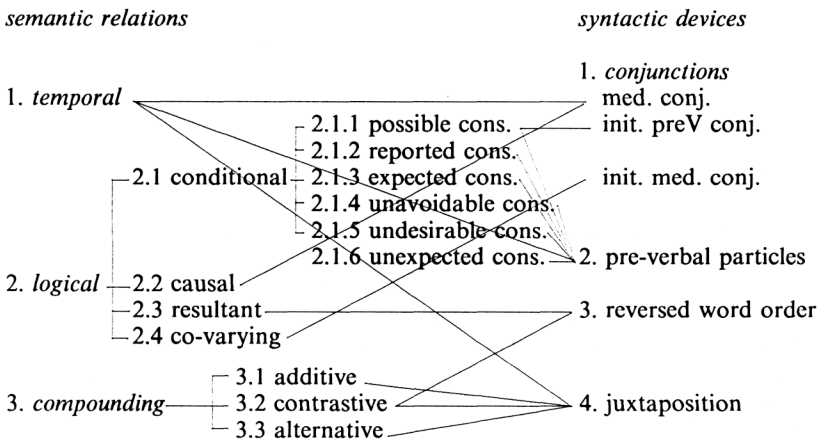 semantic relations
syntactic devices
1. conjunctions
1. temporal
med. conj.
2.1.1 possible cons.
init. preV conj.
2.1.2 reported cons.
2.1 conditional
2.1.3 expected cons.
init. med. conj.
2.1.4 unavoidable cons.
2.1.5 undesirable cons.
2.1.6 unexpected cons.
2. pre-verbal particles
2. logical
2.2 causal
2.3 resultant
3. reversed word order
2.4 co-varying
3.1 additive
3. compounding
3.2 contrastive
4. juxtaposition
3.3 alternative